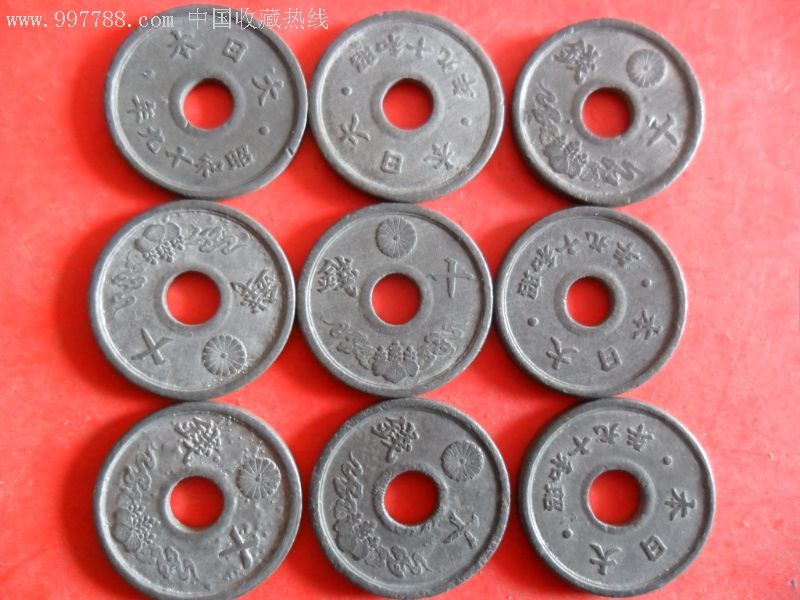 www.997788.com 中国收藏热线
大日本
昭和十九年
昭和十九年
大日本
十錢
十錢
十錢
昭和十九年
大日本
十錢
十錢
昭和十九年
大日本